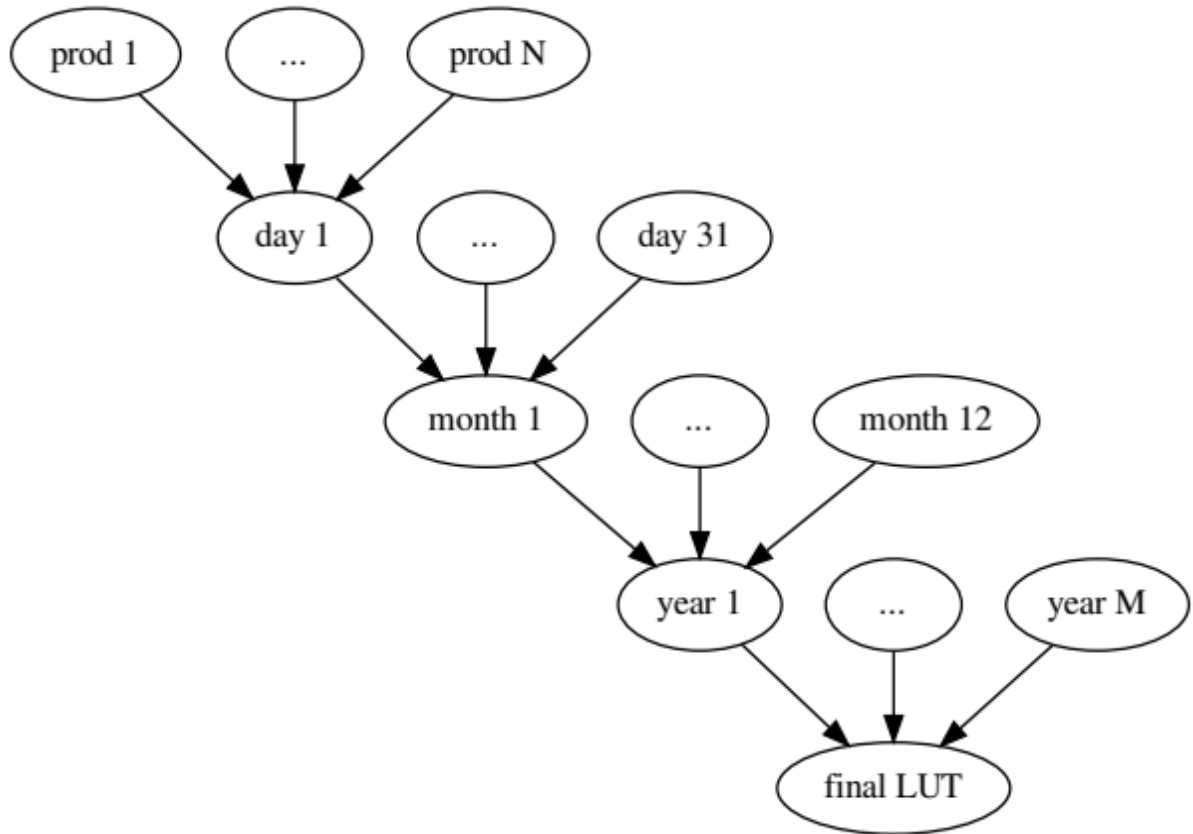 prod 1 ... prod N
day 1 ... day 31
month 1 ... month 12
year 1 ... year M
final LUT